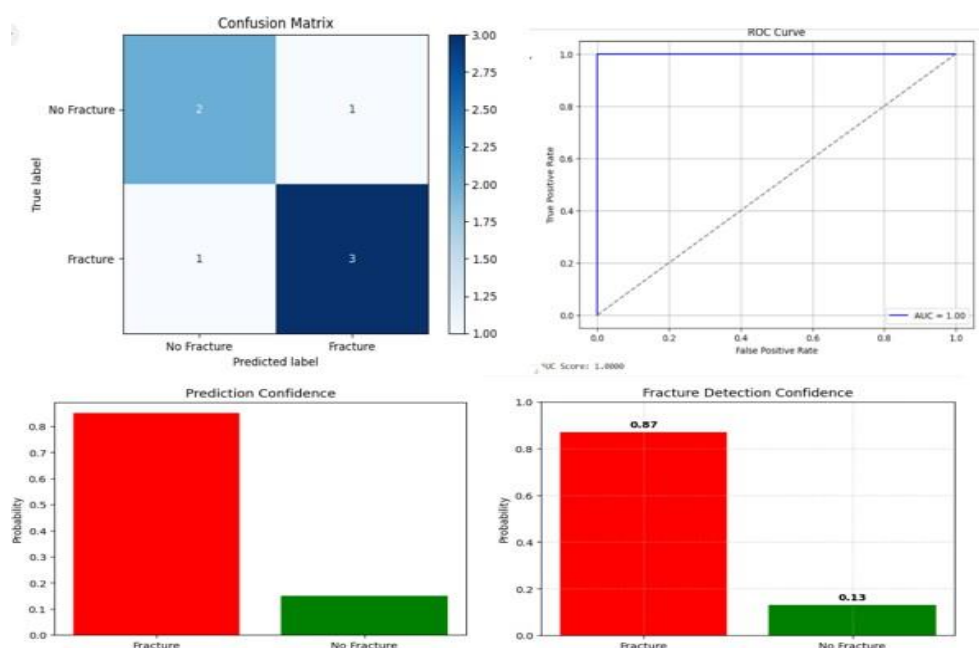 Confusion Matrix
No Fracture
Fracture
True label
2
1
1
3
No Fracture
Fracture
Predicted label
3.00
2.75
2.50
2.25
2.00
1.75
1.50
1.25
1.00
ROC Curve
True Positive Rate
1.0
0.8
0.6
0.4
0.2
0.0
0.0
0.2
0.4
0.6
0.8
1.0
False Positive Rate
AUC = 1.00
AUC Score: 1.0000
Prediction Confidence
Probability
0.8
0.7
0.6
0.5
0.4
0.3
0.2
0.1
0.0
Fracture
No Fracture
Fracture Detection Confidence
Probability
1.0
0.8
0.6
0.4
0.2
0.0
0.87
0.13
Fracture
No Fracture